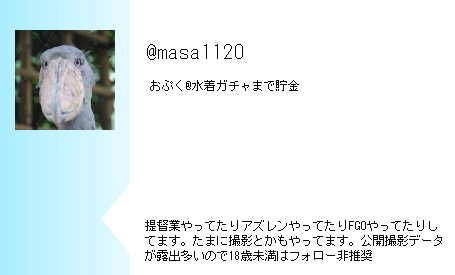 @masa1120
おぷく@水着ガチャまで貯金
提督業やってたりアズレンやってたりFGOやってたりし
てます。たまに撮影とかもやってます。公開撮影データ
が露出多いので18歳未満はフォロー非推奨